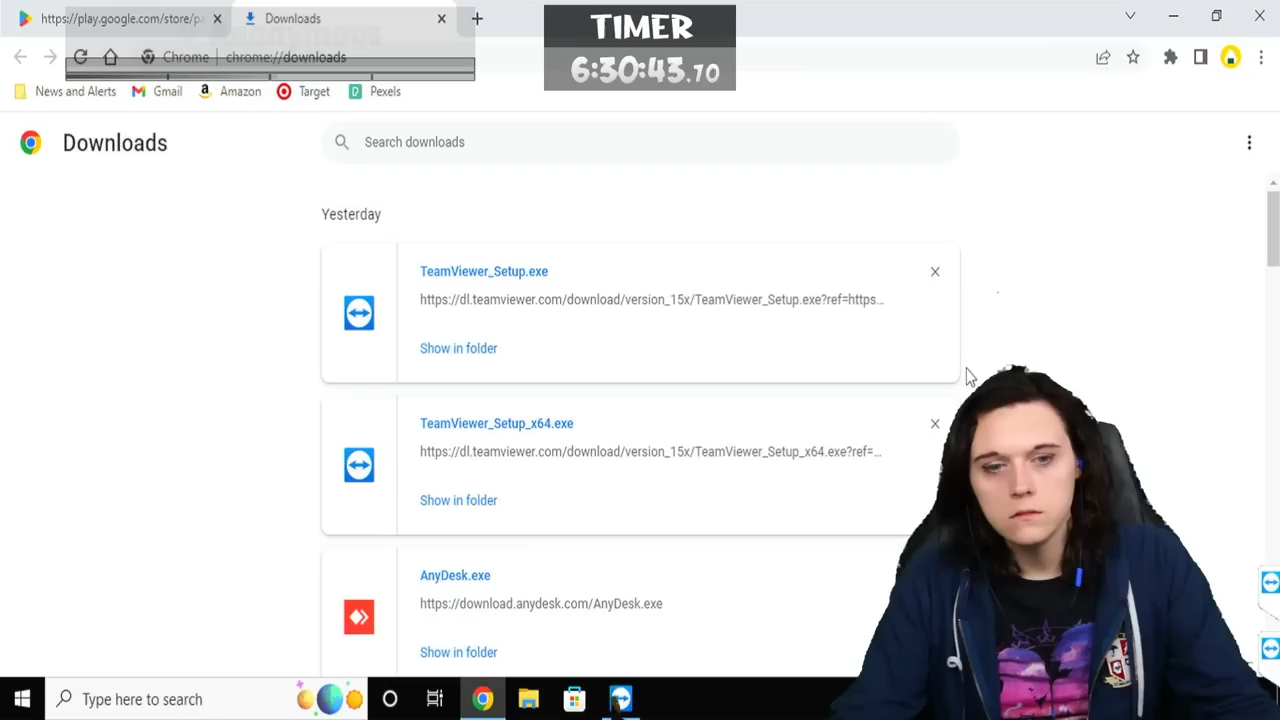 https://play.google.com/store/pa
Downloads
TIMER
6:30:43.70
Chrome
chrome://downloads
News and Alerts
Gmail
Amazon
Target
Pexels
Downloads
Search downloads
Yesterday
TeamViewer_Setup.exe
https://dl.teamviewer.com/download/version_15x/TeamViewer_Setup.exe?ref=https...
Show in folder
TeamViewer_Setup_x64.exe
https://dl.teamviewer.com/download/version_15x/TeamViewer_Setup_x64.exe?ref=...
Show in folder
AnyDesk.exe
https://download.anydesk.com/AnyDesk.exe
Show in folder
Type here to search